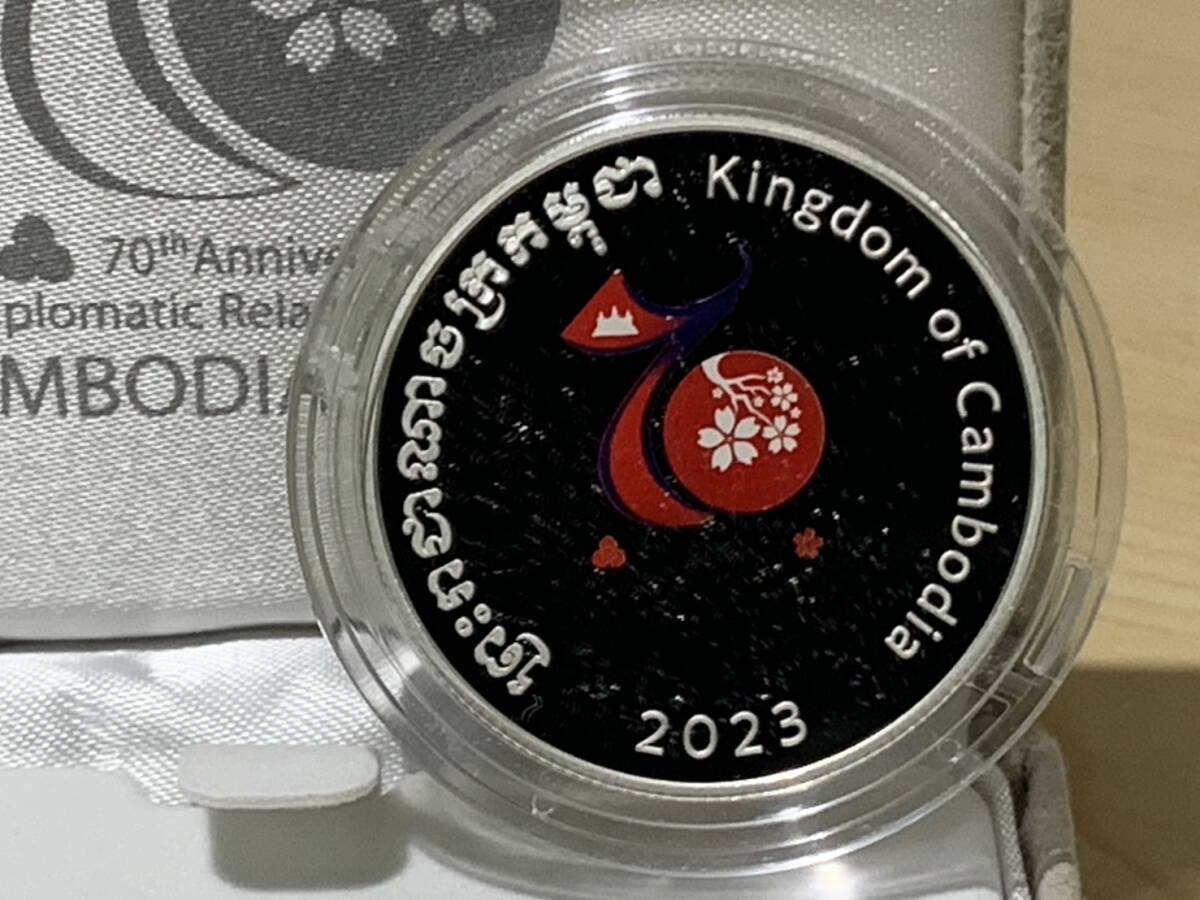 70th Annive
plomatic Rela
MBODIA
ព្រះរាជាណាចក្រកម្ពុជា
Kingdom of Cambodia
70
2023